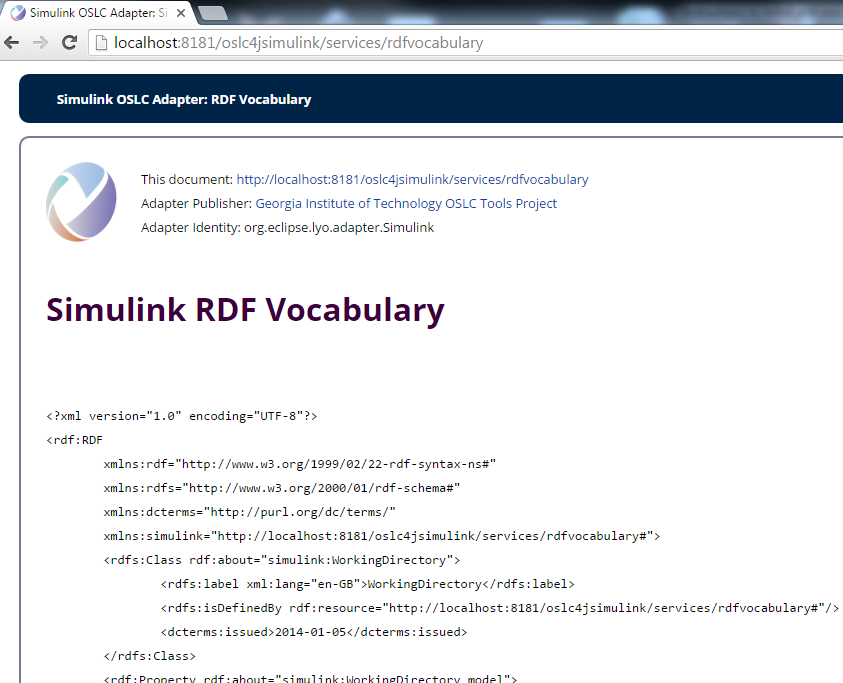 Simulink OSLC Adapter: Si
localhost:8181/oslc4jsimulink/services/rdfvocabulary
Simulink OSLC Adapter: RDF Vocabulary
This document: http://localhost:8181/oslc4jsimulink/services/rdfvocabulary
Adapter Publisher: Georgia Institute of Technology OSLC Tools Project
Adapter Identity: org.eclipse.lyo.adapter.Simulink
Simulink RDF Vocabulary
<?xml version="1.0" encoding="UTF-8"?>
<rdf:RDF
xmlns:rdf="http://www.w3.org/1999/02/22-rdf-syntax-ns#"
xmlns:rdfs="http://www.w3.org/2000/01/rdf-schema#"
xmlns:dcterms="http://purl.org/dc/terms/"
xmlns:simulink="http://localhost:8181/oslc4jsimulink/services/rdfvocabulary#">
<rdfs:Class rdf:about="simulink:WorkingDirectory">
<rdfs:label xml:lang="en-GB">WorkingDirectory</rdfs:label>
<rdfs:isDefinedBy rdf:resource="http://localhost:8181/oslc4jsimulink/services/rdfvocabulary#"/>
<dcterms:issued>2014-01-05</dcterms:issued>
</rdfs:Class>
<rdf:Property rdf:about="simulink:WorkingDirectory_model">